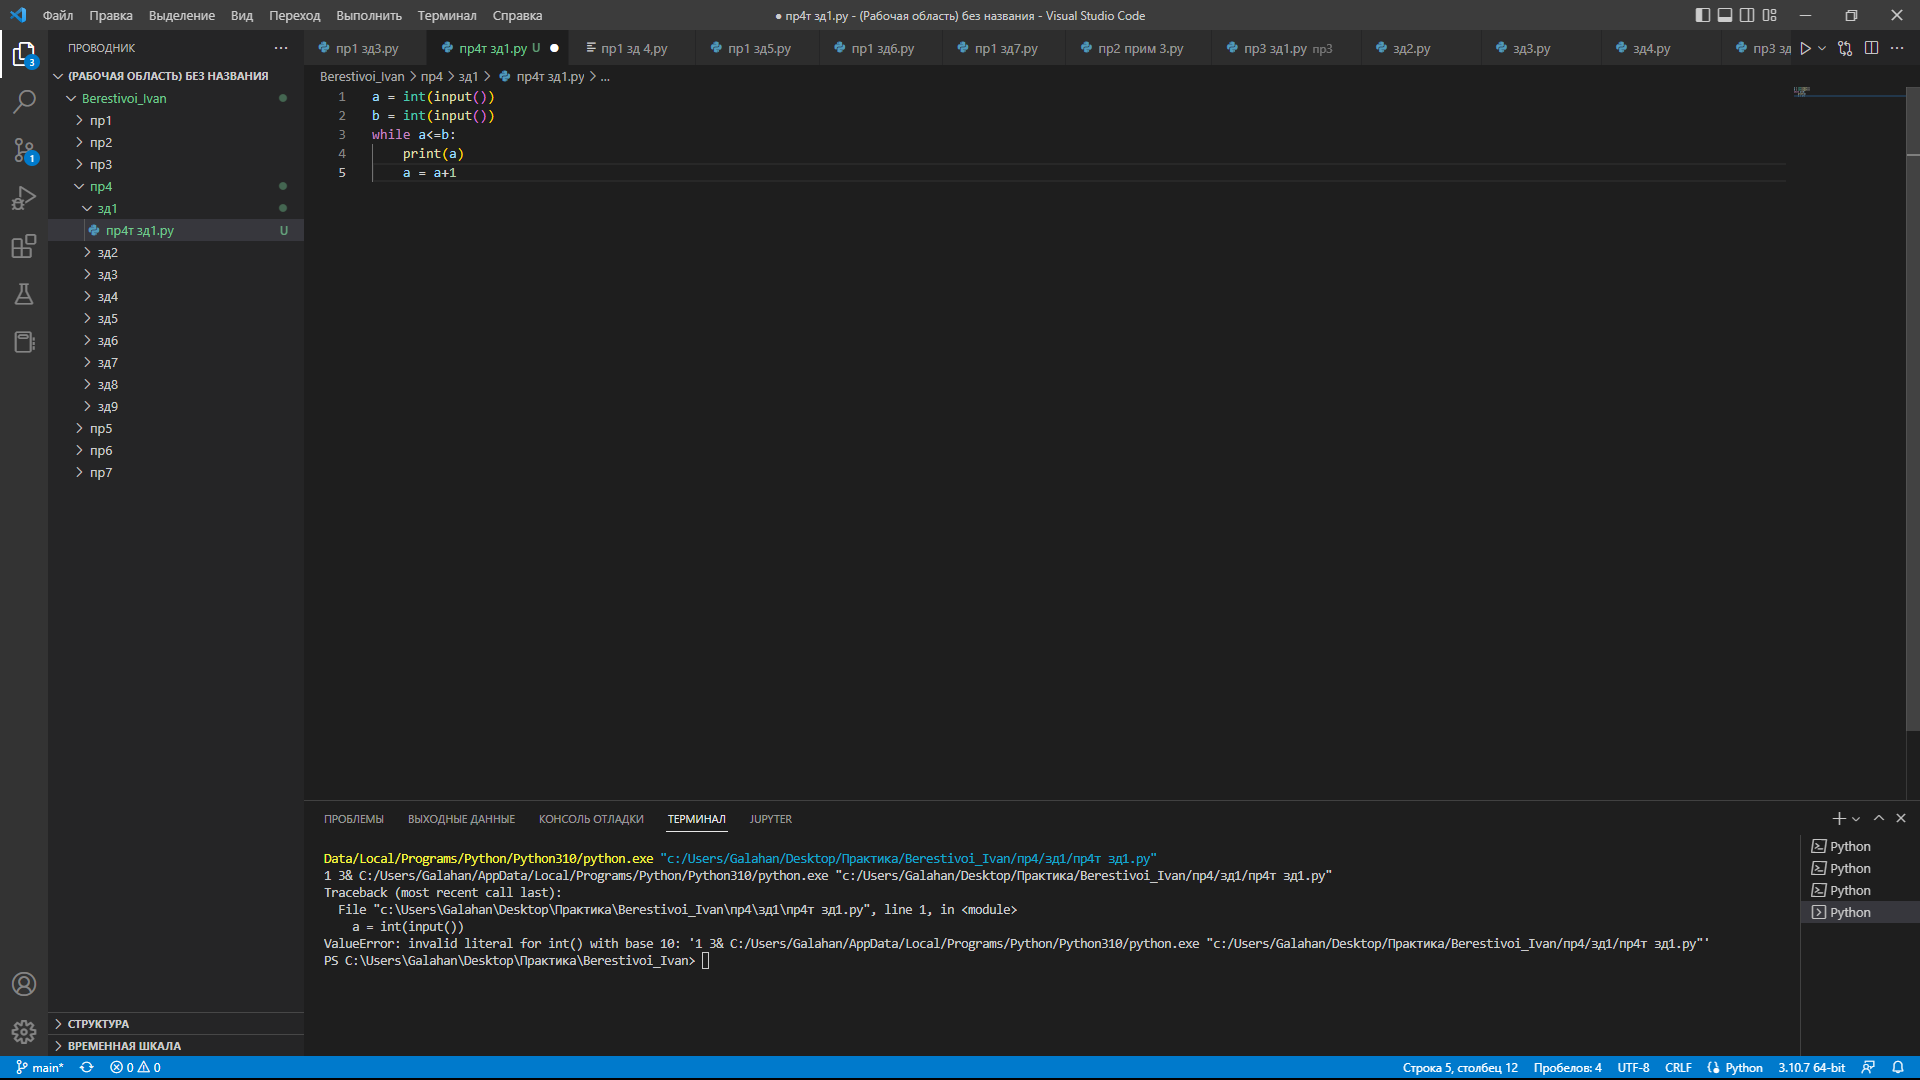 Файл Правка Выделение Вид Переход Выполнить Терминал Справка
● пр4т зд1.py - (Рабочая область) без названия - Visual Studio Code
ПРОВОДНИК
(РАБОЧАЯ ОБЛАСТЬ) БЕЗ НАЗВАНИЯ
Berestivoi_Ivan
пр1
пр2
пр3
пр4
зд1
пр4т зд1.py U
зд2
зд3
зд4
зд5
зд6
зд7
зд8
зд9
пр5
пр6
пр7
СТРУКТУРА
ВРЕМЕННАЯ ШКАЛА
3
1
пр1 зд3.py пр4т зд1.py U пр1 зд 4,py пр1 зд5.py пр1 зд6.py пр1 зд7.py пр2 прим 3.py пр3 зд1.py пр3 зд2.py зд3.py зд4.py пр3 зд
Berestivoi_Ivan > пр4 > зд1 > пр4т зд1.py > ...
1 a = int(input())
2 b = int(input())
3 while a<=b:
4 print(a)
5 a = a+1
ПРОБЛЕМЫ ВЫХОДНЫЕ ДАННЫЕ КОНСОЛЬ ОТЛАДКИ ТЕРМИНАЛ JUPYTER
Data/Local/Programs/Python/Python310/python.exe "c:/Users/Galahan/Desktop/Практика/Berestivoi_Ivan/пр4/зд1/пр4т зд1.py"
1 3& C:/Users/Galahan/AppData/Local/Programs/Python/Python310/python.exe "c:/Users/Galahan/Desktop/Практика/Berestivoi_Ivan/пр4/зд1/пр4т зд1.py"
Traceback (most recent call last):
File "c:\Users\Galahan\Desktop\Практика\Berestivoi_Ivan\пр4\зд1\пр4т зд1.py", line 1, in <module>
a = int(input())
ValueError: invalid literal for int() with base 10: '1 3& C:/Users/Galahan/AppData/Local/Programs/Python/Python310/python.exe "c:/Users/Galahan/Desktop/Практика/Berestivoi_Ivan/пр4/зд1/пр4т зд1.py"'
PS C:\Users\Galahan\Desktop\Практика\Berestivoi_Ivan>
Python
Python
Python
Python
main* 0 0 Строка 5, столбец 12 Пробелов: 4 UTF-8 CRLF Python 3.10.7 64-bit